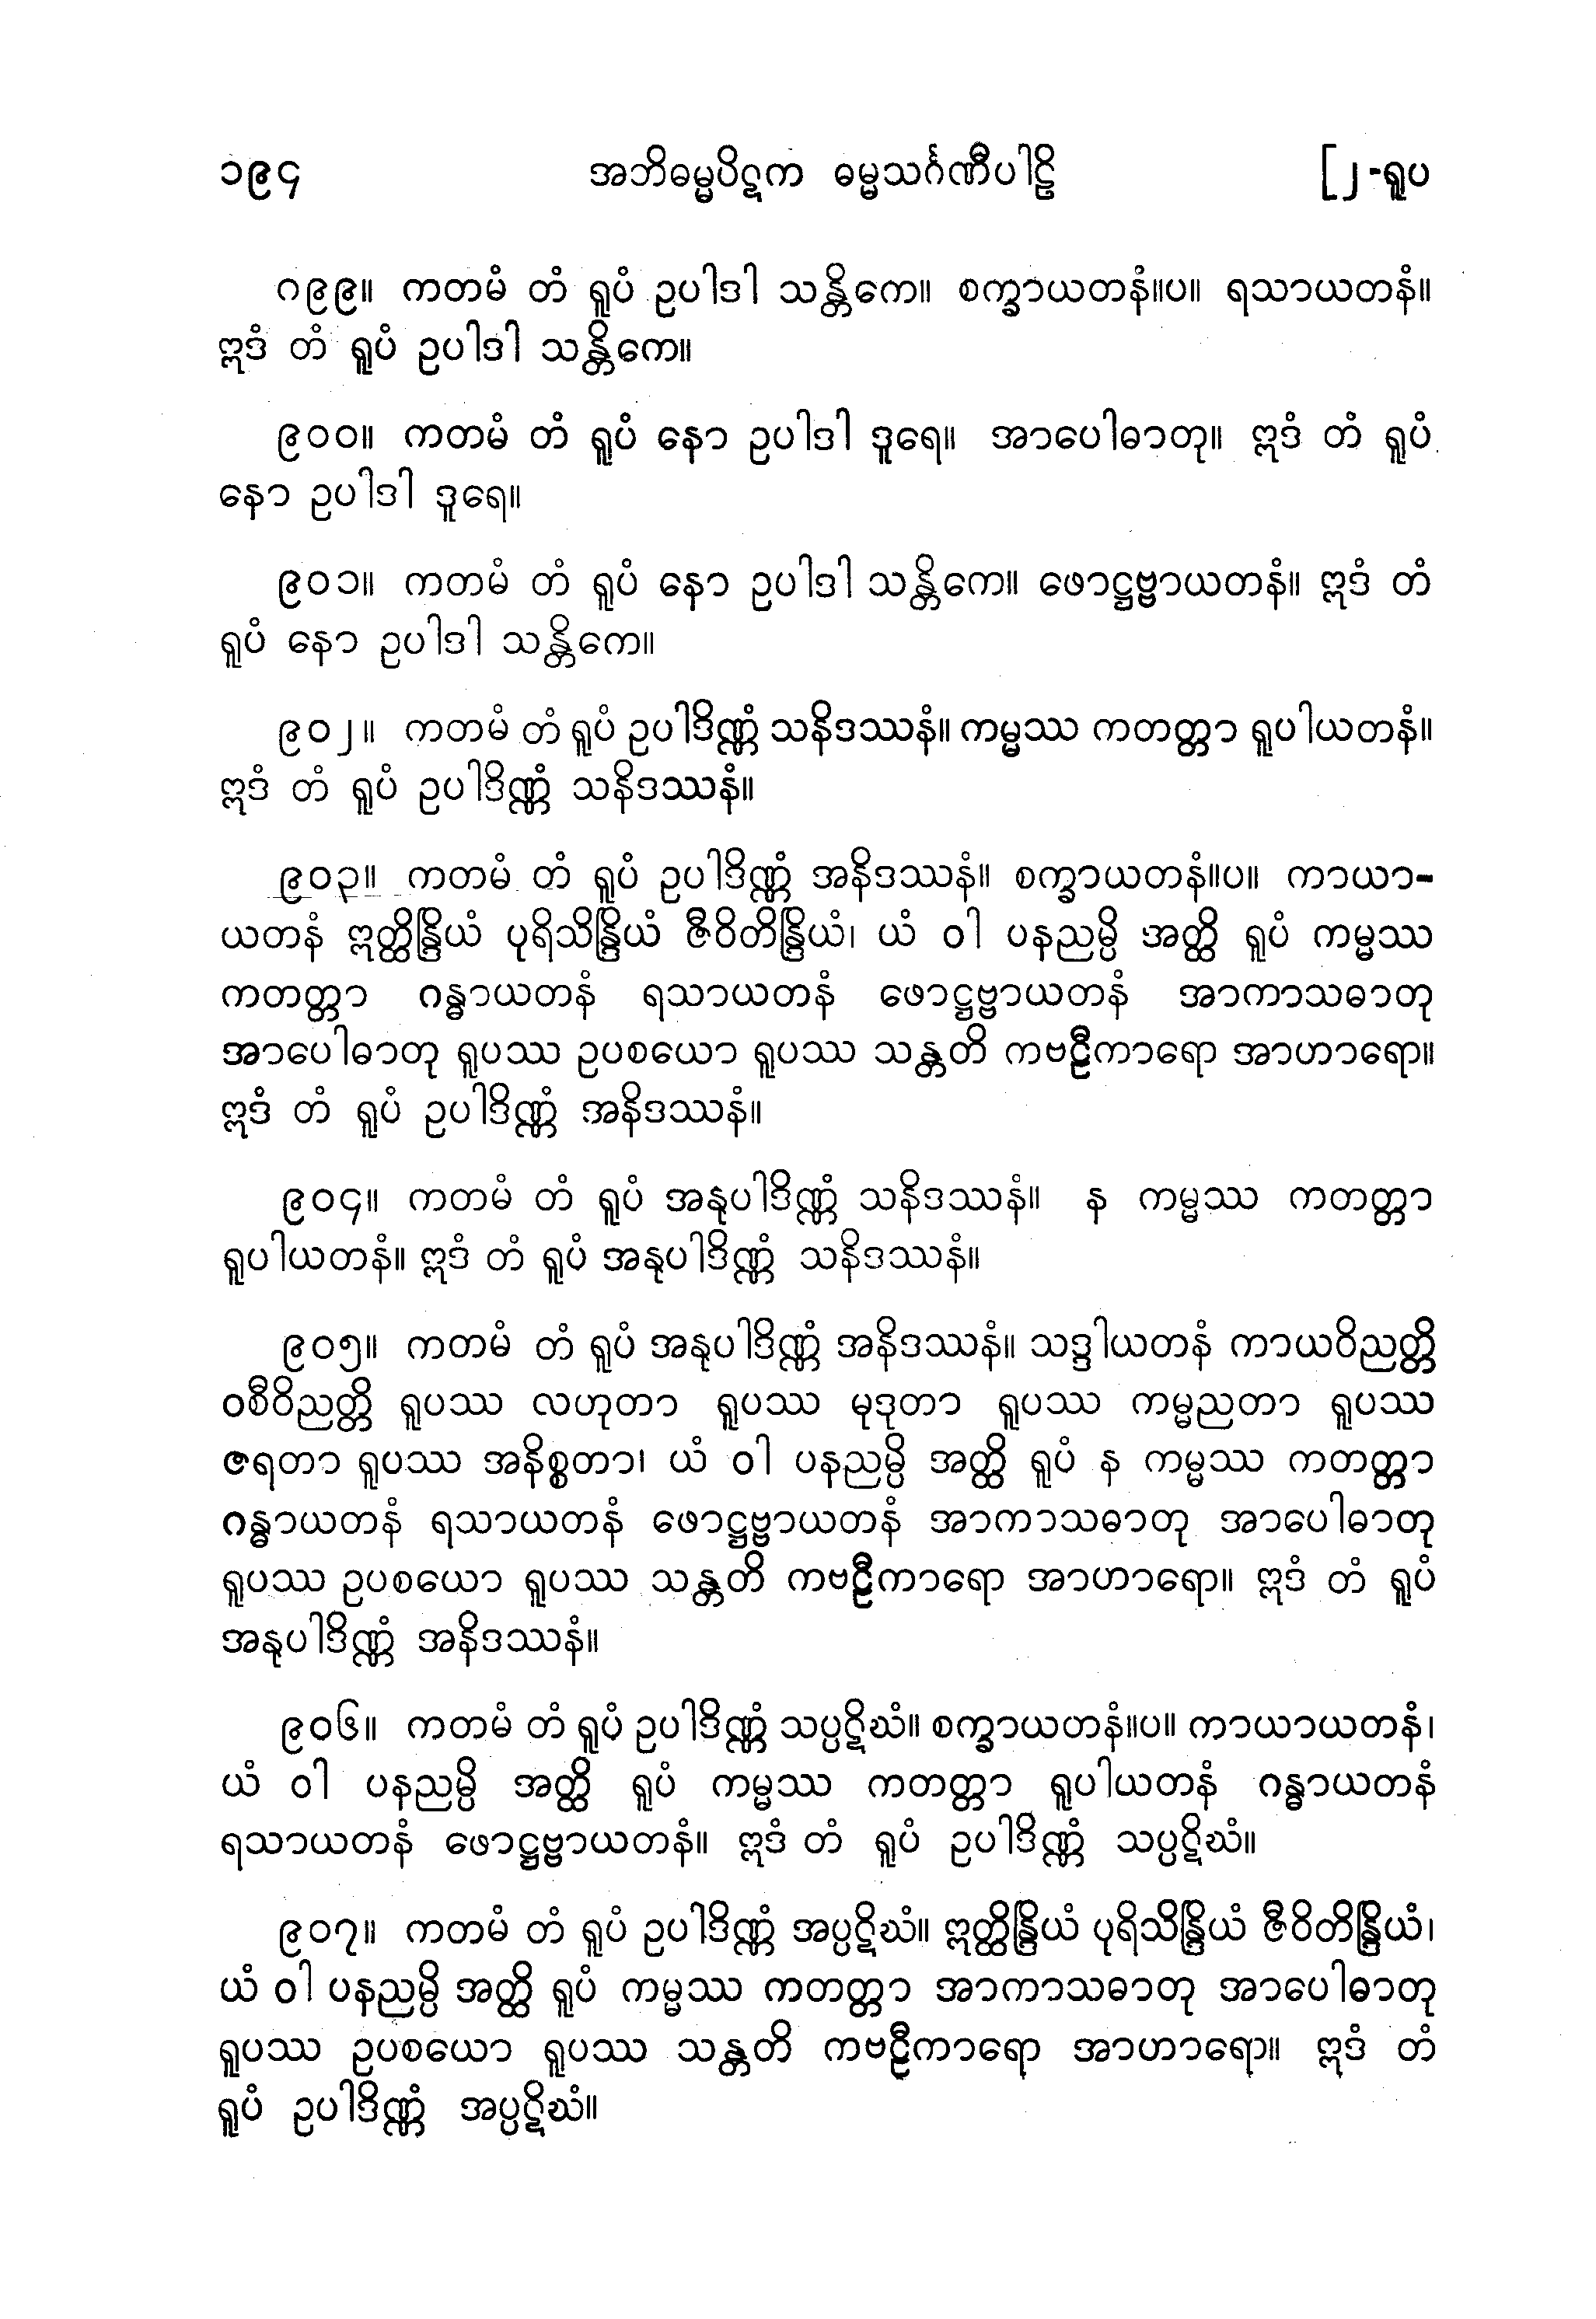 ၁၉၄ အဘိဓမ္မပိဋက ဓမ္မသင်္ဂဏီပါဠိ [၂-ရူပ
၈၉၉။ ကတမံ တံ ရူပံ ဥပါဒါ သန္တိကေ။ စက္ခာယတနံ။ပ။ ရသာယတနံ။
ဣဒံ တံ ရူပံ ဥပါဒါ သန္တိကေ။
၉၀၀။ ကတမံ တံ ရူပံ နော ဥပါဒါ ဒူရေ။ အာပေါဓာတု။ ဣဒံ တံ ရူပံ
နော ဥပါဒါ ဒူရေ။
၉၀၁။ ကတမံ တံ ရူပံ နော ဥပါဒါ သန္တိကေ။ ဖောဋ္ဌဗ္ဗာယတနံ။ ဣဒံ တံ
ရူပံ နော ဥပါဒါ သန္တိကေ။
၉၀၂။ ကတမံ တံ ရူပံ ဥပါဒိဏ္ဏံ သနိဒဿနံ။ ကမ္မဿ ကတတ္တာ ရူပါယတနံ။
ဣဒံ တံ ရူပံ ဥပါဒိဏ္ဏံ သနိဒဿနံ။
၉၀၃။ ကတမံ တံ ရူပံ ဥပါဒိဏ္ဏံ အနိဒဿနံ။ စက္ခာယတနံ။ပ။ ကာယာ-
ယတနံ ဣတ္ထိန္ဒြိယံ ပုရိသိန္ဒြိယံ ဇီဝိတိန္ဒြိယံ၊ ယံ ဝါ ပနညမ္ပိ အတ္ထိ ရူပံ ကမ္မဿ
ကတတ္တာ ဂန္ဓာယတနံ ရသာယတနံ ဖောဋ္ဌဗ္ဗာယတနံ အာကာသဓာတု
အာပေါဓာတု ရူပဿ ဥပစယော ရူပဿ သန္တတိ ကဗဠီကာရော အာဟာရော။
ဣဒံ တံ ရူပံ ဥပါဒိဏ္ဏံ အနိဒဿနံ။
၉၀၄။ ကတမံ တံ ရူပံ အနုပါဒိဏ္ဏံ သနိဒဿနံ။ န ကမ္မဿ ကတတ္တာ
ရူပါယတနံ။ ဣဒံ တံ ရူပံ အနုပါဒိဏ္ဏံ သနိဒဿနံ။
၉၀၅။ ကတမံ တံ ရူပံ အနုပါဒိဏ္ဏံ အနိဒဿနံ။ သဒ္ဒါယတနံ ကာယဝိညတ္တိ
ဝစီဝိညတ္တိ ရူပဿ လဟုတာ ရူပဿ မုဒုတာ ရူပဿ ကမ္မညတာ ရူပဿ
ဇရတာ ရူပဿ အနိစ္စတာ၊ ယံ ဝါ ပနညမ္ပိ အတ္ထိ ရူပံ န ကမ္မဿ ကတတ္တာ
ဂန္ဓာယတနံ ရသာယတနံ ဖောဋ္ဌဗ္ဗာယတနံ အာကာသဓာတု အာပေါဓာတု
ရူပဿ ဥပစယော ရူပဿ သန္တတိ ကဗဠီကာရော အာဟာရော။ ဣဒံ တံ ရူပံ
အနုပါဒိဏ္ဏံ အနိဒဿနံ။
၉၀၆။ ကတမံ တံ ရူပံ ဥပါဒိဏ္ဏံ သပ္ပဋိဃံ။ စက္ခာယတနံ။ပ။ ကာယာယတနံ၊
ယံ ဝါ ပနညမ္ပိ အတ္ထိ ရူပံ ကမ္မဿ ကတတ္တာ ရူပါယတနံ ဂန္ဓာယတနံ
ရသာယတနံ ဖောဋ္ဌဗ္ဗာယတနံ။ ဣဒံ တံ ရူပံ ဥပါဒိဏ္ဏံ သပ္ပဋိဃံ။
၉၀၇။ ကတမံ တံ ရူပံ ဥပါဒိဏ္ဏံ အပ္ပဋိဃံ။ ဣတ္ထိန္ဒြိယံ ပုရိသိန္ဒြိယံ ဇီဝိတိန္ဒြိယံ၊
ယံ ဝါ ပနညမ္ပိ အတ္ထိ ရူပံ ကမ္မဿ ကတတ္တာ အာကာသဓာတု အာပေါဓာတု
ရူပဿ ဥပစယော ရူပဿ သန္တတိ ကဗဠီကာရော အာဟာရော။ ဣဒံ တံ
ရူပံ ဥပါဒိဏ္ဏံ အပ္ပဋိဃံ။